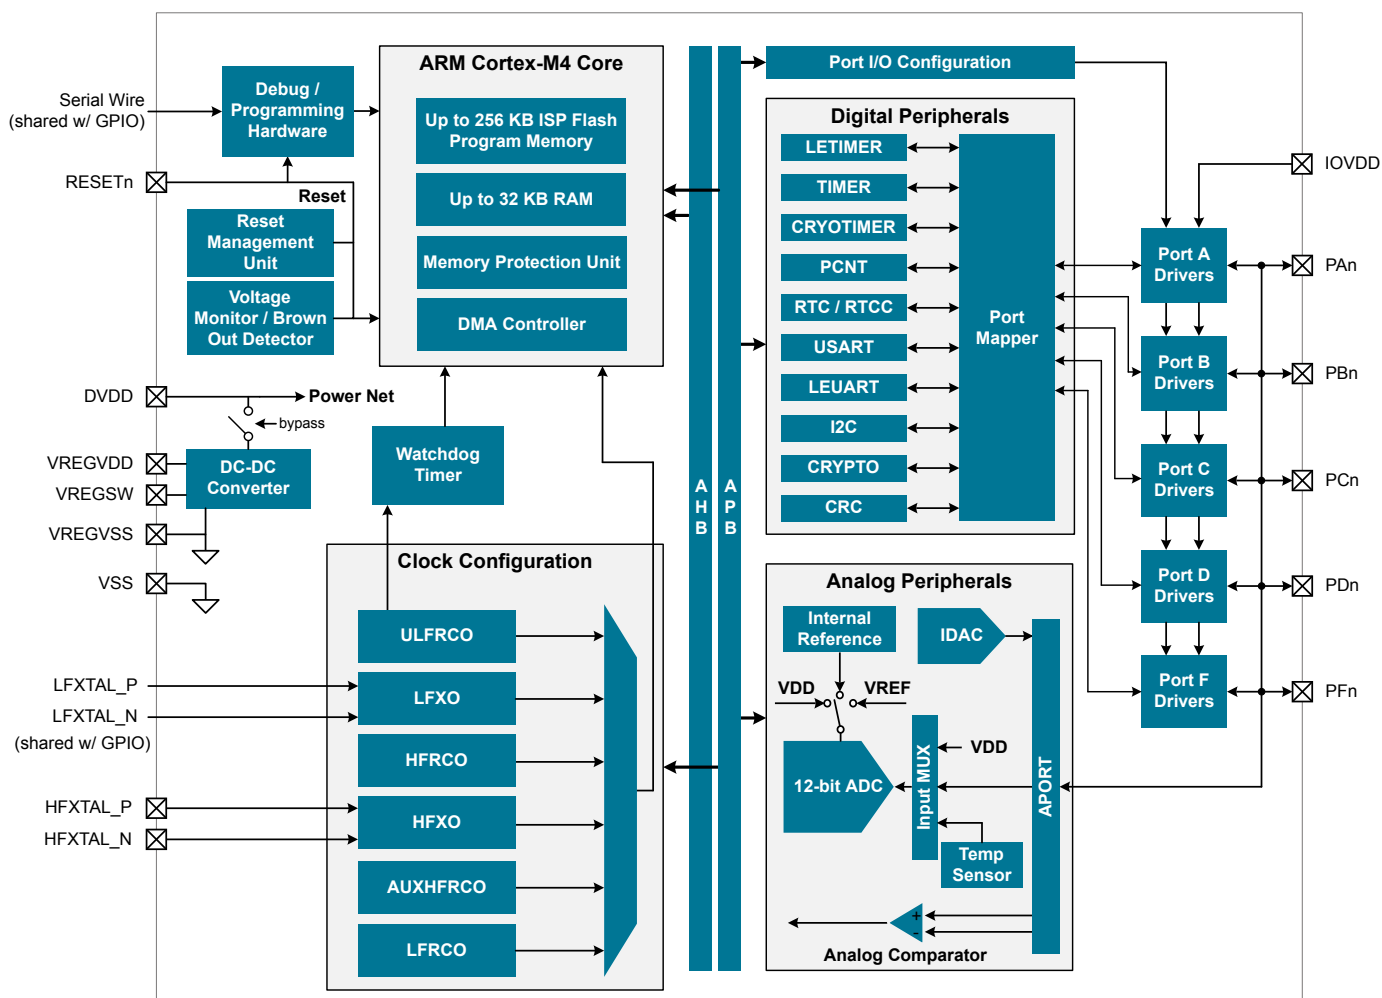 ARM Cortex-M4 Core
Port I/O Configuration
Serial Wire
(shared w/ GPIO)
Debug /
Programming
Hardware
Up to 256 KB ISP Flash
Program Memory
Digital Peripherals
LETIMER
IOVDD
RESETn
Reset
Up to 32 KB RAM
TIMER
Reset
Management
Unit
CRYOTIMER
Memory Protection Unit
PCNT
Port A
Drivers
PAn
Voltage
Monitor / Brown
Out Detector
DMA Controller
RTC / RTCC
Port
Mapper
USART
Port B
Drivers
PBn
DVDD
Power Net
bypass
LEUART
I2C
Watchdog
Timer
VREGVDD
VREGSW
DC-DC
Converter
CRYPTO
Port C
Drivers
PCn
A
H
B
A
P
B
CRC
VREGVSS
VSS
Clock Configuration
Analog Peripherals
Port D
Drivers
PDn
ULFRCO
Internal
Reference
IDAC
LFXTAL_P
LFXTAL_N
(shared w/ GPIO)
LFXO
VDD
VREF
Port F
Drivers
PFn
HFRCO
12-bit ADC
Input MUX
VDD
APORT
HFXTAL_P
HFXTAL_N
HFXO
Temp
Sensor
AUXHFRCO
+
-
LFRCO
Analog Comparator